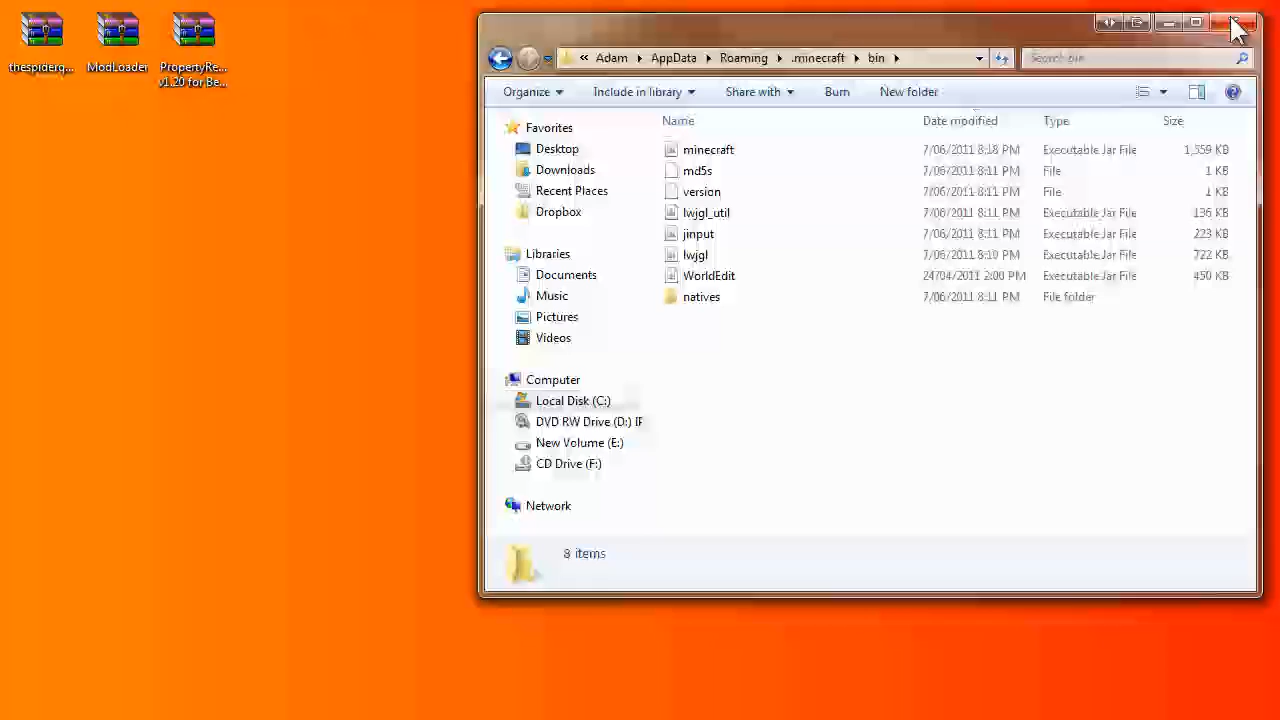 thespiderq...
ModLoader
PropertyRe...
v1.20 for Be...
« Adam AppData Roaming .minecraft bin
Search bin
Organize Include in library Share with Burn New folder
Name Date modified Type Size
Favorites
Desktop
Downloads
Recent Places
Dropbox
Libraries
Documents
Music
Pictures
Videos
Computer
Local Disk (C:)
DVD RW Drive (D:) IF
New Volume (E:)
CD Drive (F:)
Network
minecraft 7/06/2011 8:18 PM Executable Jar File 1,559 KB
md5s 7/06/2011 8:11 PM File 1 KB
version 7/06/2011 8:11 PM File 1 KB
lwjgl_util 7/06/2011 8:11 PM Executable Jar File 136 KB
jinput 7/06/2011 8:11 PM Executable Jar File 223 KB
lwjgl 7/06/2011 8:10 PM Executable Jar File 722 KB
WorldEdit 24/04/2011 2:00 PM Executable Jar File 450 KB
natives 7/06/2011 8:11 PM File folder
8 items